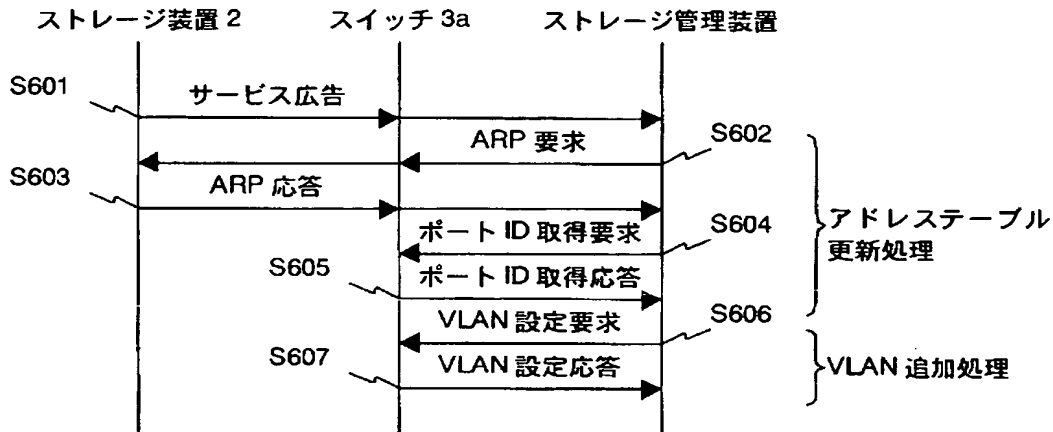 ストレージ装置 2
スイッチ 3a
ストレージ管理装置
S601
サービス広告
ARP 要求
S602
S603
ARP 応答
ポート ID 取得要求
S604
アドレステーブル
更新処理
S605
ポート ID 取得応答
VLAN 設定要求
S606
S607
VLAN 設定応答
VLAN 追加処理